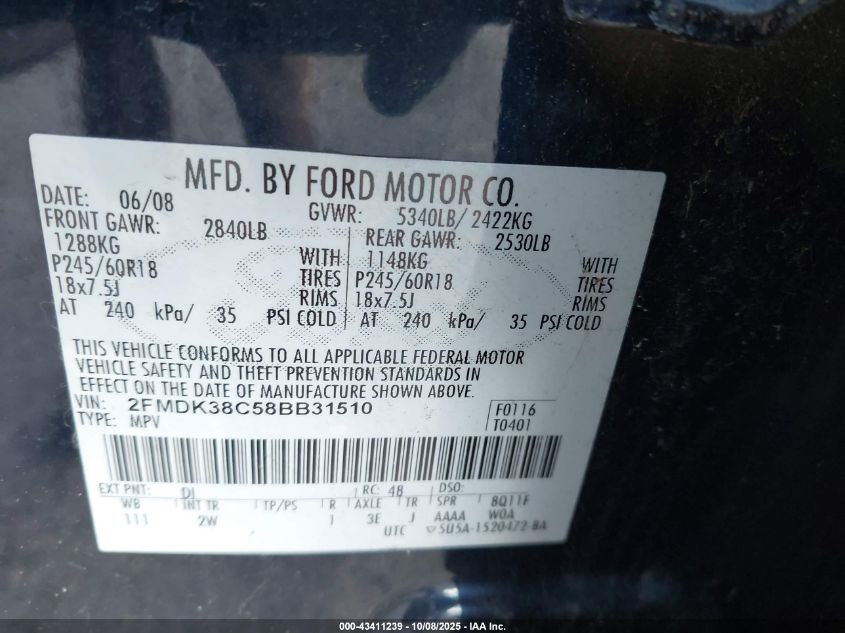 MFD. BY FORD MOTOR CO.
DATE: 06/08 GVWR: 5340LB/ 2422KG
FRONT GAWR: 2840LB REAR GAWR: 2530LB
1288KG WITH 1148KG WITH
P245/60R18 TIRES P245/60R18 TIRES
18x7.5J RIMS 18x7.5J RIMS
AT 240 kPa/ 35 PSI COLD AT 240 kPa/ 35 PSI COLD
THIS VEHICLE CONFORMS TO ALL APPLICABLE FEDERAL MOTOR
VEHICLE SAFETY AND THEFT PREVENTION STANDARDS IN
EFFECT ON THE DATE OF MANUFACTURE SHOWN ABOVE.
VIN: 2FMDK38C58BB31510 F0116
TYPE: MPV T0401
EXT PNT: DI RC: 48 DSO:
WB INT TR TP/PS R AXLE TR SPR 8Q11F
111 2W 1 3E J AAAA W0A
UTC 5U5A-1520472-BA
000-43411239 - 10/08/2025 - IAA Inc.